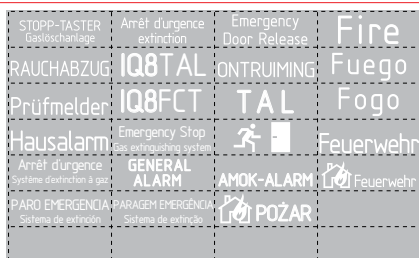 STOPP-TASTER
Gaslöschanlage
Arrêt d'urgence
extinction
Emergency
Door Release
Fire
RAUCHABZUG
IQ8TAL
ONTRUIMING
Fuego
Prüfmelder
IQ8FCT
TAL
Fogo
Hausalarm
Emergency Stop
Gas extinguishing system
Feuerwehr
Arrêt d'urgence
Système d'extinction à gaz
GENERAL
ALARM
AMOK-ALARM
Feuerwehr
PARO EMERGENCIA
Sistema de extinción
PARAGEM EMERGÊNCIA
Sistema de extinção
POŻAR